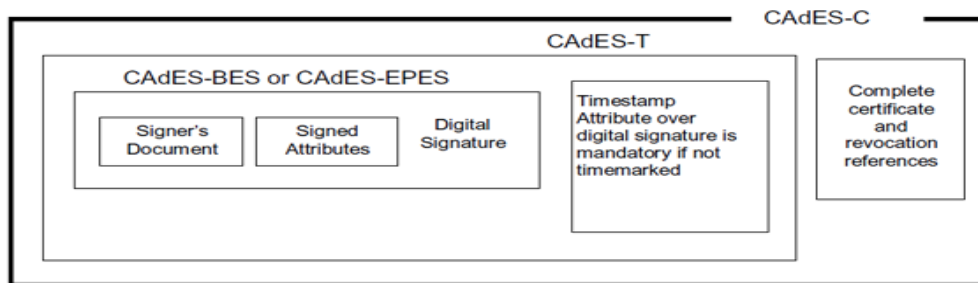 CAdES-C
CAdES-T
CAdES-BES or CAdES-EPES
Signer's
Document
Signed
Attributes
Digital
Signature
Timestamp
Attribute over
digital signature is
mandatory if not
timemarked
Complete
certificate
and
revocation
references